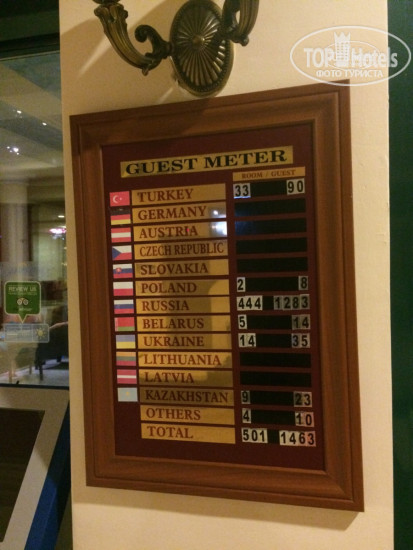 TOP Hotels
ФОТО ТУРИСТА
GUEST METER
ROOM / GUEST
TURKEY 33 90
GERMANY
AUSTRIA
CZECH REPUBLIC
SLOVAKIA
POLAND 2 8
RUSSIA 444 1283
BELARUS 5 14
UKRAINE 14 35
LITHUANIA
LATVIA
KAZAKHSTAN 9 23
OTHERS 4 10
TOTAL 501 1463
REVIEW US